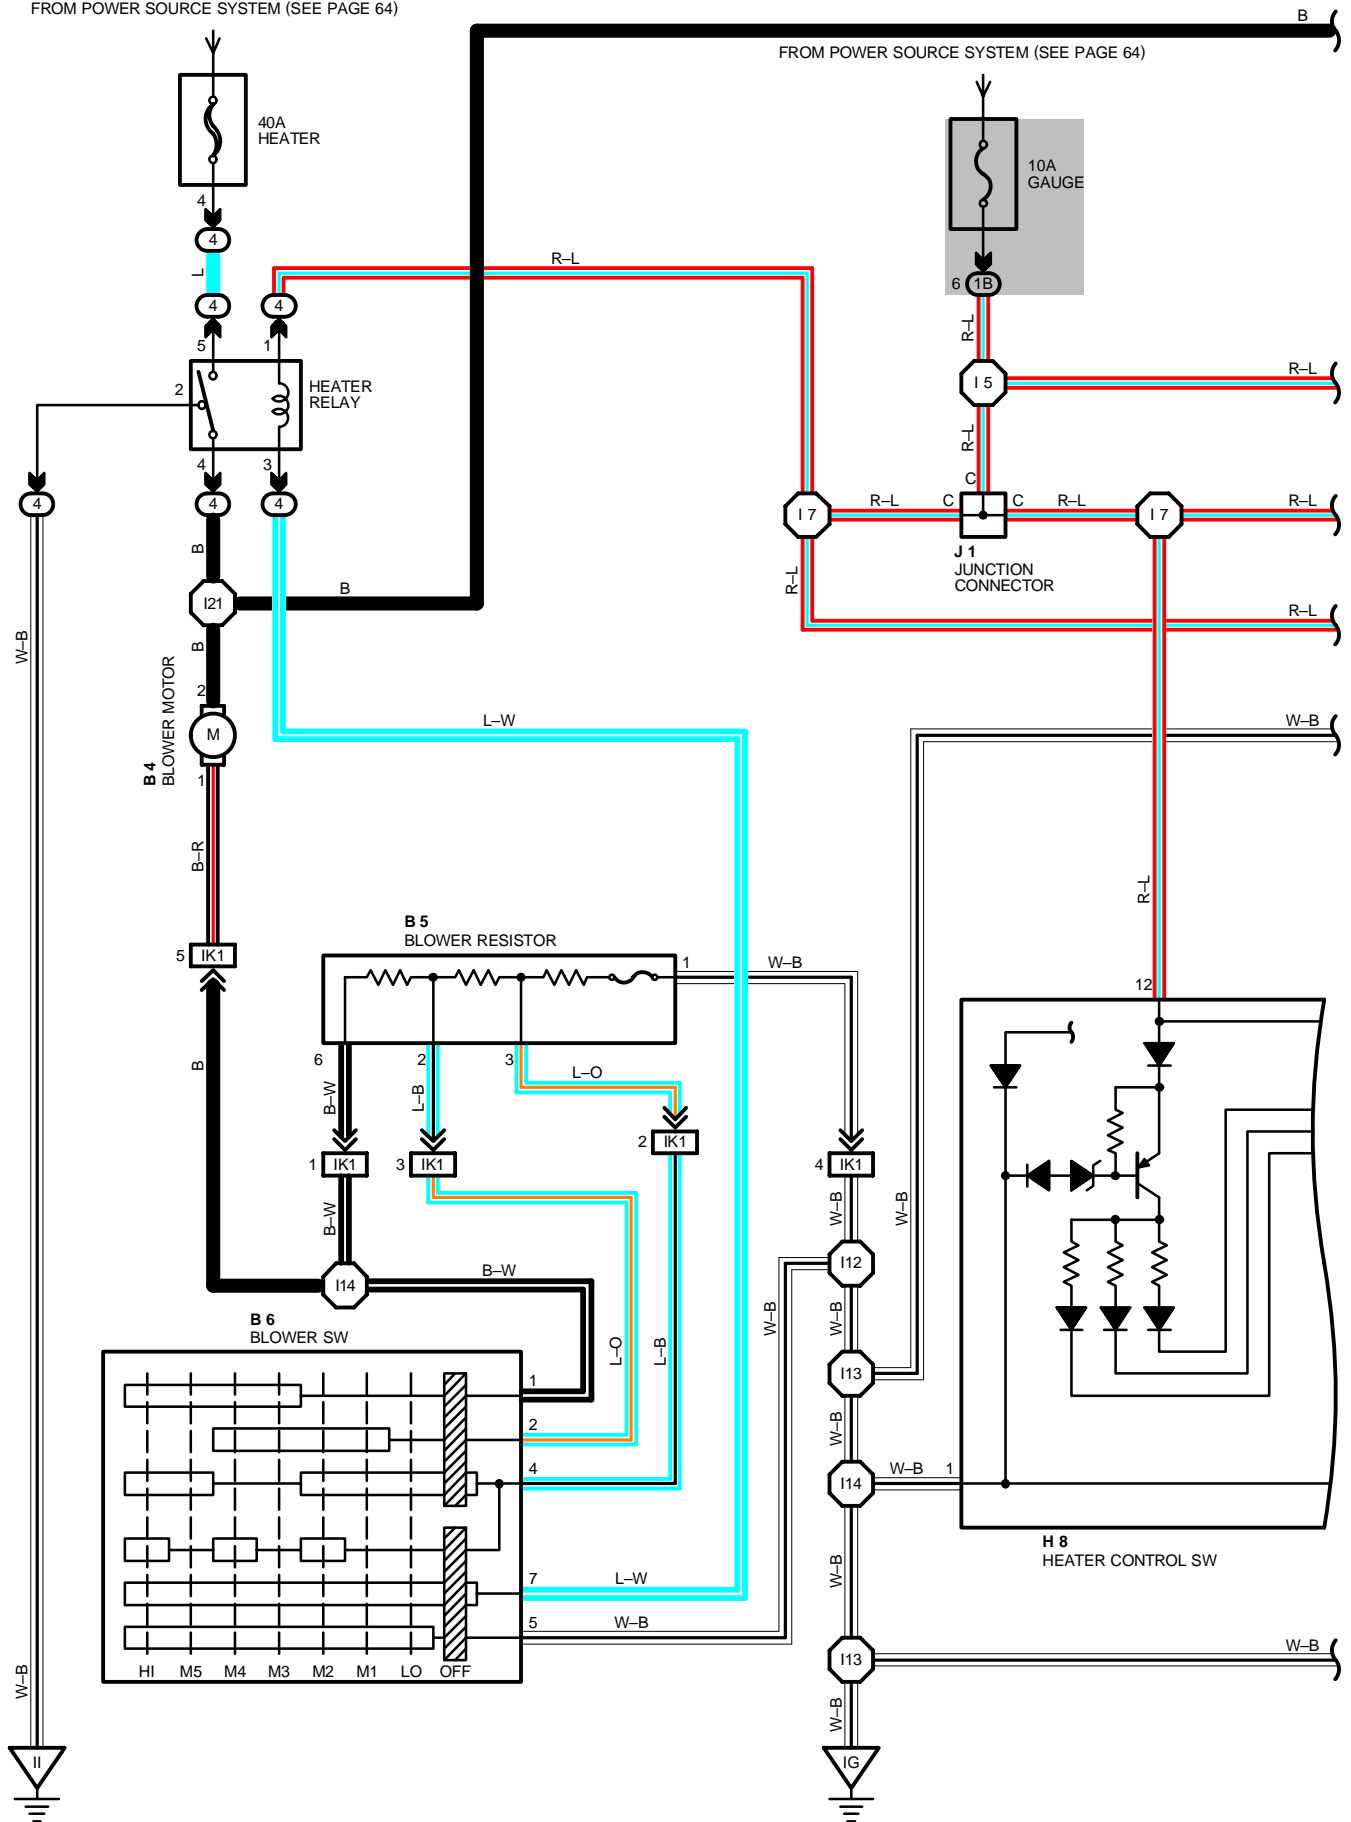 FROM POWER SOURCE SYSTEM (SEE PAGE 64)
B
FROM POWER SOURCE SYSTEM (SEE PAGE 64)
40A
HEATER
10A
GAUGE
4
4
L
R–L
6
1B
4
4
5
1
R–L
2
HEATER
RELAY
I 5
R–L
R–L
4
3
C
4
4
4
I 7
R–L
C
C
R–L
I 7
R–L
J 1
JUNCTION
CONNECTOR
B
I21
B
R–L
R–L
W–B
B
2
B 4
BLOWER MOTOR
M
1
L–W
W–B
B–R
R–L
B 5
BLOWER RESISTOR
5
IK1
1
W–B
12
6
2
3
B
B–W
L–B
L–O
2
IK1
1
IK1
3
IK1
4
IK1
B–W
W–B
W–B
I12
B–W
I14
B 6
BLOWER SW
L–O
L–B
W–B
W–B
I13
1
2
W–B
4
I14
W–B
1
H 8
HEATER CONTROL SW
7
L–W
W–B
5
W–B
I13
W–B
HI
M5
M4
M3
M2
M1
LO
OFF
W–B
W–B
II
IG